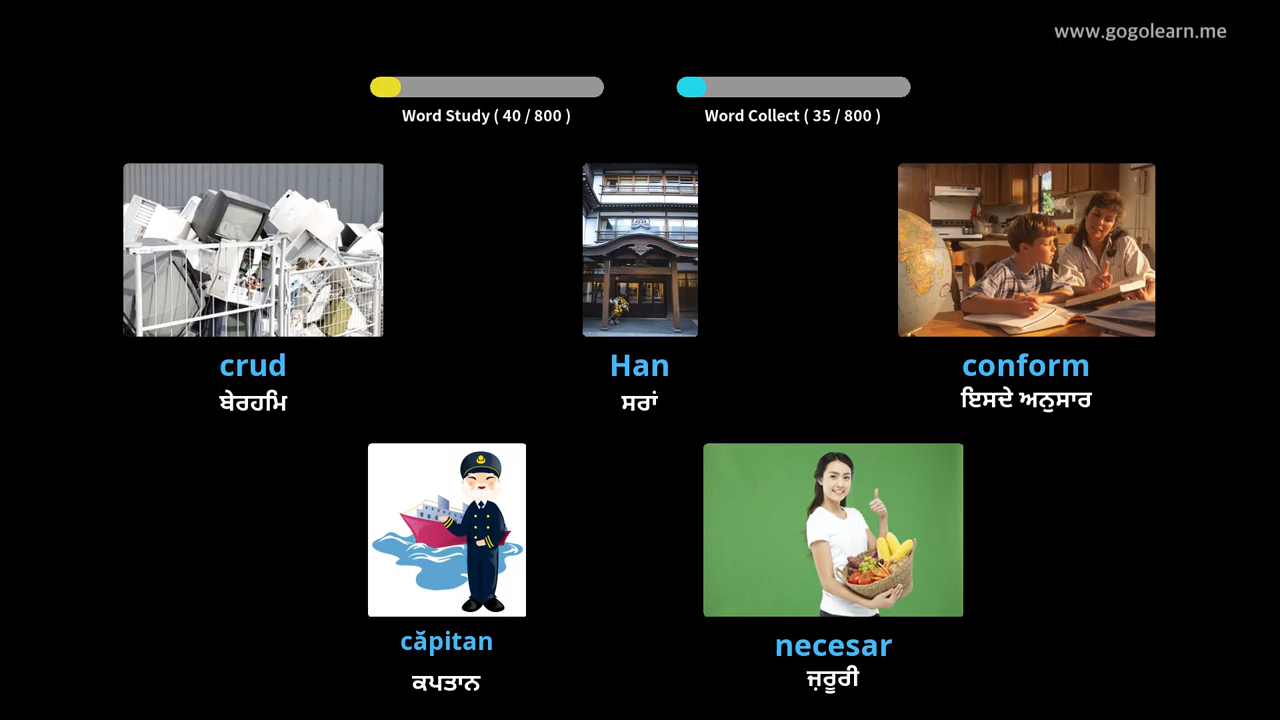 www.gogolearn.me
Word Study ( 40 / 800 )
Word Collect ( 35 / 800 )
crud
ਬੇਰਹਮਿ
Han
ਸਰਾਂ
conform
ਇਸਦੇ ਅਨੁਸਾਰ
căpitan
ਕਪਤਾਨ
necesar
ਜ਼ਰੂਰੀ